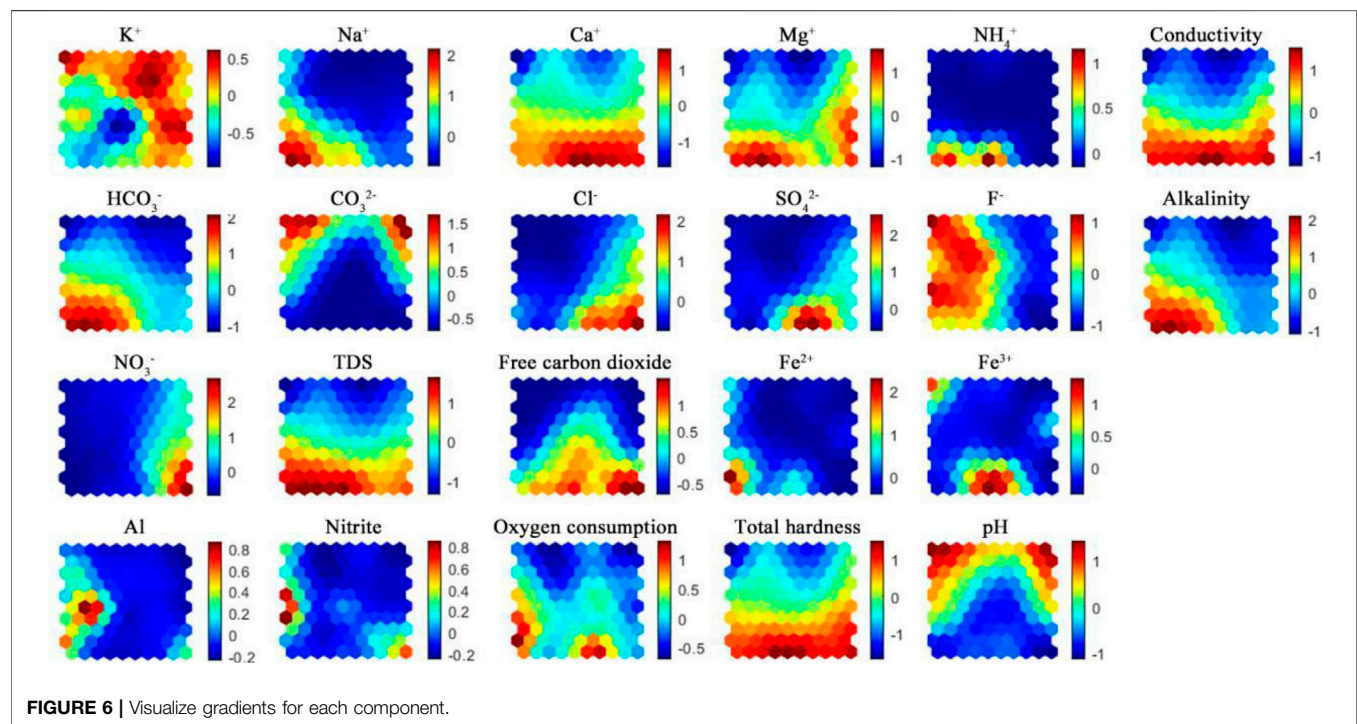 K⁺ Na⁺ Ca⁺ Mg⁺ NH₄⁺ Conductivity
0.5 0 -0.5
2 1 0
1 0 -1
1 0 -1
1 0.5 0
1 0 -1
HCO₃⁻ CO₃²⁻ Cl⁻ SO₄²⁻ F⁻ Alkalinity
2 1 0 -1
1.5 1 0.5 0 -0.5
2 1 0
2 1 0
1 0 -1
2 1 0 -1
NO₃⁻ TDS Free carbon dioxide Fe²⁺ Fe³⁺
2 1 0
1 0 -1
1 0.5 0 -0.5
2 1 0
1 0.5 0
Al Nitrite Oxygen consumption Total hardness pH
0.8 0.6 0.4 0.2 0 -0.2
0.8 0.6 0.4 0.2 0 -0.2
1 0.5 0 -0.5
1 0 -1
1 0 -1
FIGURE 6 | Visualize gradients for each component.